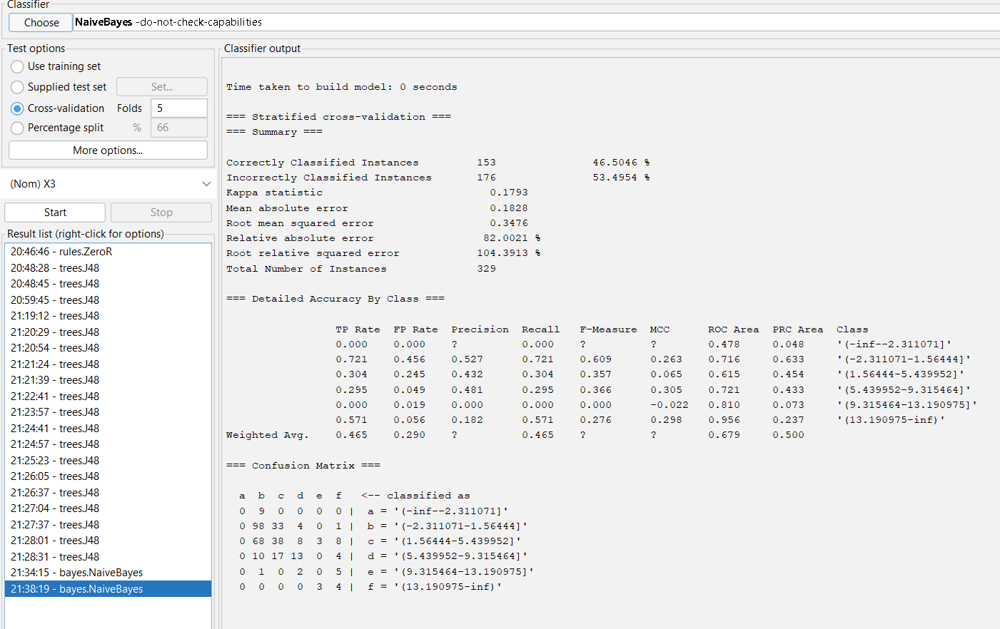 Classifier
Choose NaiveBayes -do-not-check-capabilities
Test options
Use training set
Supplied test set Set...
Cross-validation Folds 5
Percentage split % 66
More options...
(Nom) X3
Start Stop
Result list (right-click for options)
20:46:46 - rules.ZeroR
20:48:28 - trees.J48
20:48:45 - trees.J48
20:59:45 - trees.J48
21:19:12 - trees.J48
21:20:29 - trees.J48
21:20:54 - trees.J48
21:21:24 - trees.J48
21:21:39 - trees.J48
21:22:41 - trees.J48
21:23:57 - trees.J48
21:24:41 - trees.J48
21:24:57 - trees.J48
21:25:23 - trees.J48
21:26:05 - trees.J48
21:26:37 - trees.J48
21:27:04 - trees.J48
21:27:37 - trees.J48
21:28:01 - trees.J48
21:28:31 - trees.J48
21:34:15 - bayes.NaiveBayes
21:38:19 - bayes.NaiveBayes
Classifier output
Time taken to build model: 0 seconds
=== Stratified cross-validation ===
=== Summary ===
Correctly Classified Instances 153 46.5046 %
Incorrectly Classified Instances 176 53.4954 %
Kappa statistic 0.1793
Mean absolute error 0.1828
Root mean squared error 0.3476
Relative absolute error 82.0021 %
Root relative squared error 104.3913 %
Total Number of Instances 329
=== Detailed Accuracy By Class ===
TP Rate FP Rate Precision Recall F-Measure MCC ROC Area PRC Area Class
0.000 0.000 ? 0.000 ? ? 0.478 0.048 '(-inf--2.311071]'
0.721 0.456 0.527 0.721 0.609 0.263 0.716 0.633 '(-2.311071-1.56444]'
0.304 0.245 0.432 0.304 0.357 0.065 0.615 0.454 '(1.56444-5.439952]'
0.295 0.049 0.481 0.295 0.366 0.305 0.721 0.433 '(5.439952-9.315464]'
0.000 0.019 0.000 0.000 0.000 -0.022 0.810 0.073 '(9.315464-13.190975]'
0.571 0.056 0.182 0.571 0.276 0.298 0.956 0.237 '(13.190975-inf)'
Weighted Avg. 0.465 0.290 ? 0.465 ? ? 0.679 0.500
=== Confusion Matrix ===
a b c d e f <-- classified as
0 9 0 0 0 0 | a = '(-inf--2.311071]'
0 98 33 4 0 1 | b = '(-2.311071-1.56444]'
0 68 38 8 3 8 | c = '(1.56444-5.439952]'
0 10 17 13 0 4 | d = '(5.439952-9.315464]'
0 1 0 2 0 5 | e = '(9.315464-13.190975]'
0 0 0 0 3 4 | f = '(13.190975-inf)'